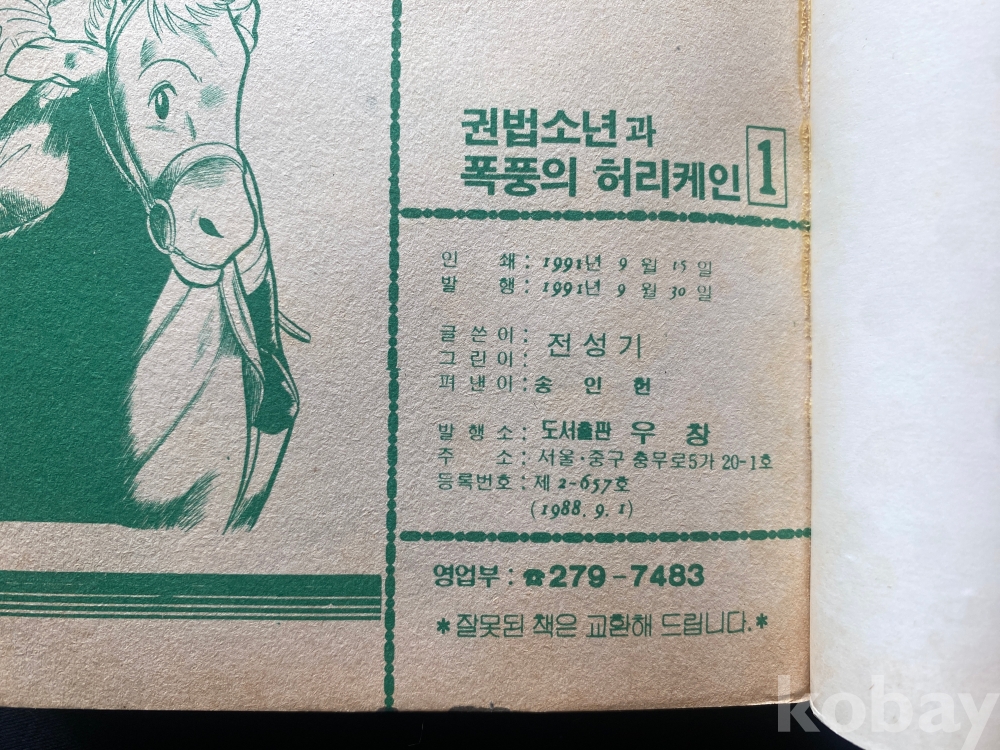 권법소년과
폭풍의 허리케인 1
인 쇄 : 1991년 9 월 15 일
발 행 : 1991년 9 월 30 일
글 쓴 이 :
그 린 이 : 전 성 기
펴 낸 이 : 송 인 헌
발 행 소 : 도서출판 우 창
주 소 : 서울·중구 충무로5가 20-1호
등록번호 : 제 2-657호
(1988. 9. 1)
영업부 : ☎279-7483
*잘못된 책은 교환해 드립니다.*
kobay